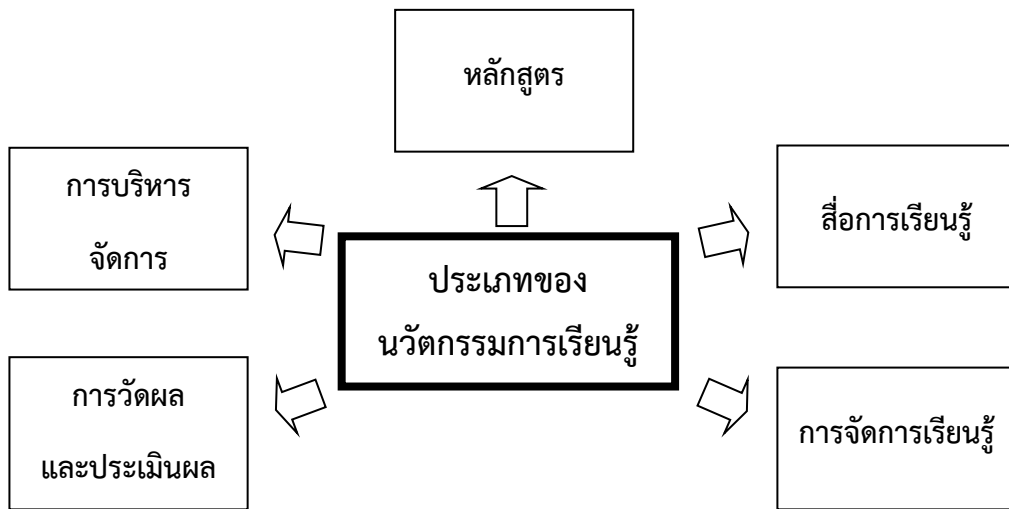 หลักสูตร
การบริหาร
จัดการ
สื่อการเรียนรู้
ประเภทของ
นวัตกรรมการเรียนรู้
การวัดผล
และประเมินผล
การจัดการเรียนรู้